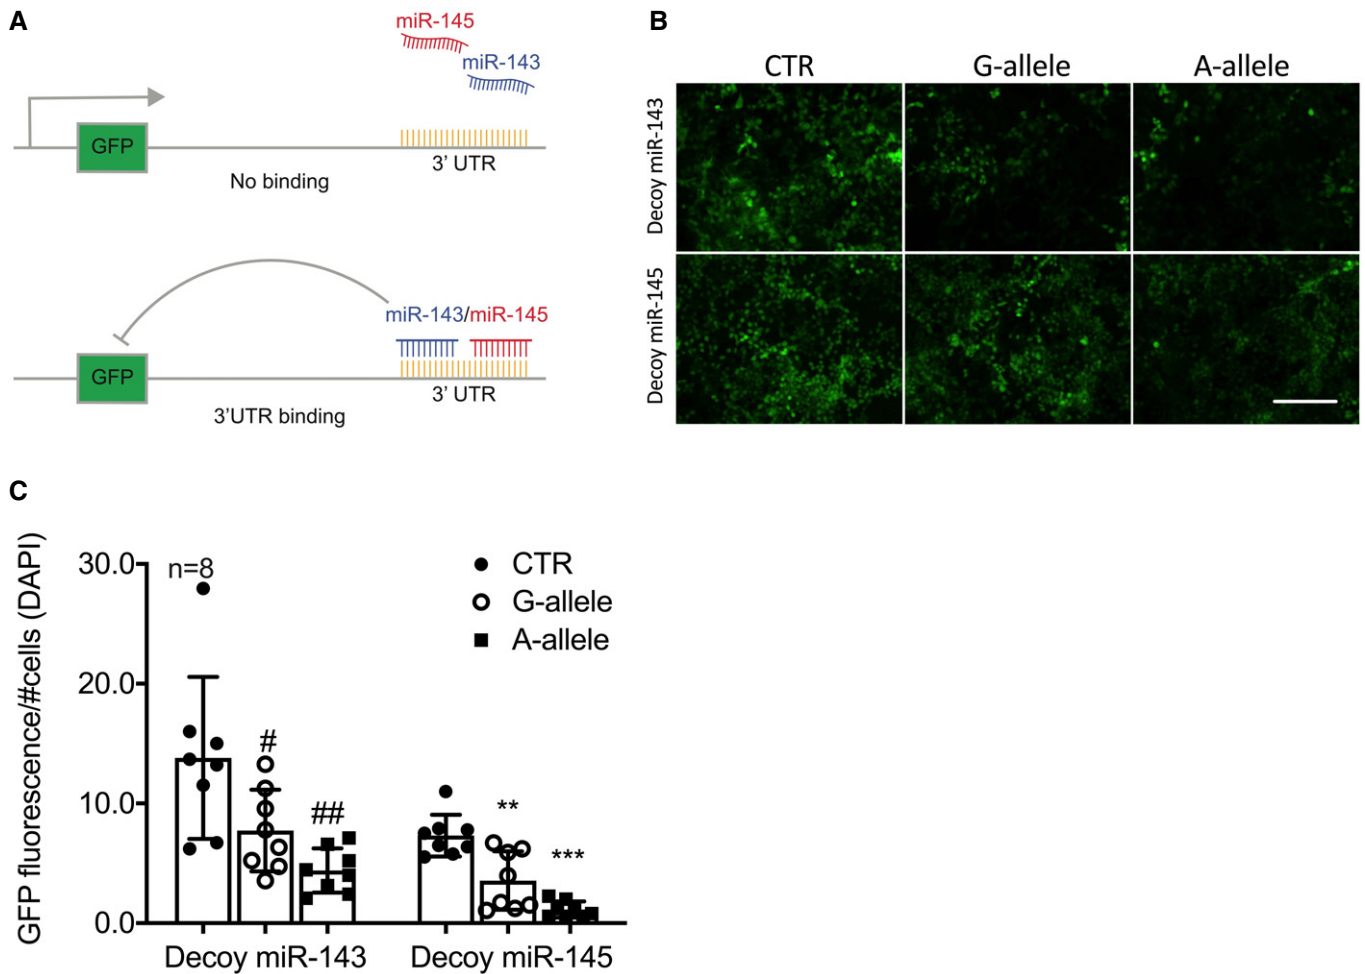 A
miR-145
miR-143
GFP
3' UTR
No binding
miR-143/miR-145
GFP
3' UTR
3'UTR binding
B
CTR G-allele A-allele
Decoy miR-143
Decoy miR-145
C
GFP fluorescence/#cells (DAPI)
30.0
20.0
10.0
0.0
n=8
CTR
G-allele
A-allele
#
##
**
***
Decoy miR-143 Decoy miR-145